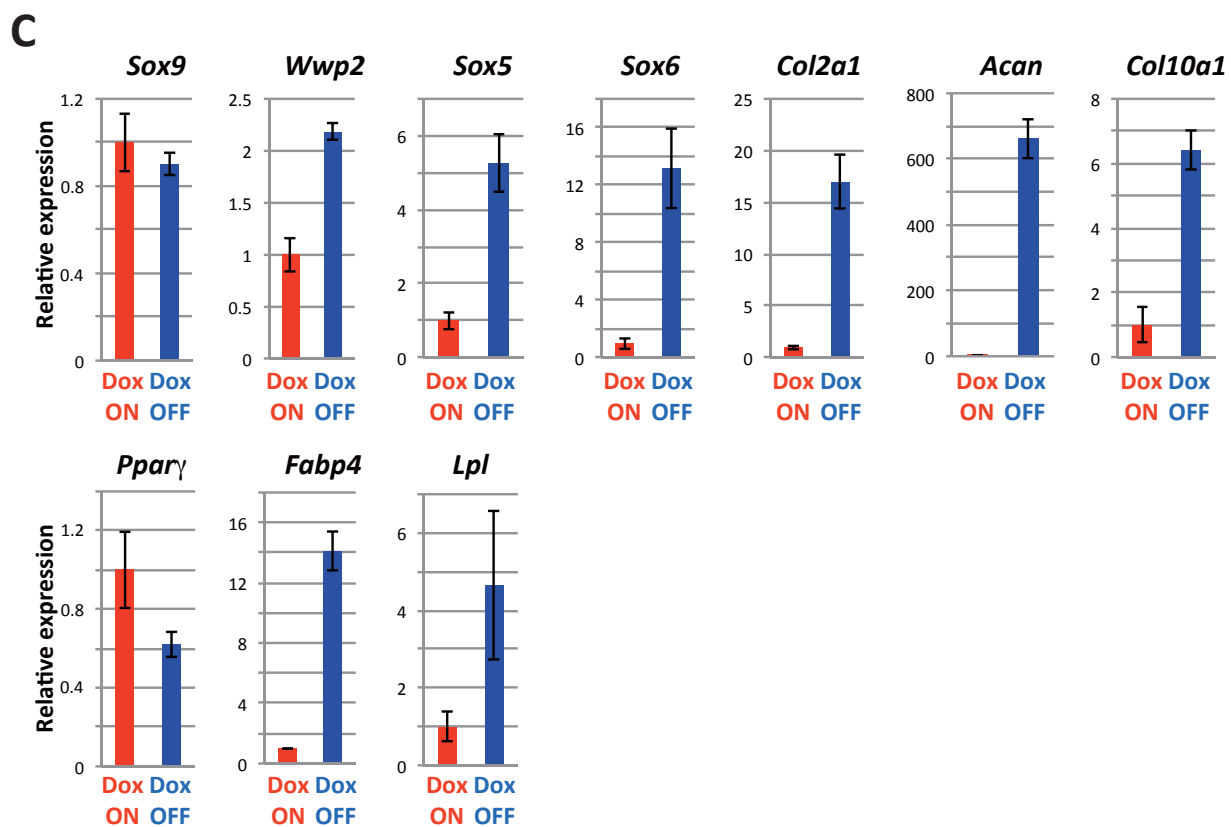 C
Sox9 Wwp2 Sox5 Sox6 Col2a1 Acan Col10a1
Relative expression
1.2 0.8 0.4 0
2.5 2 1.5 1 0.5 0
6 4 2 0
16 12 8 4 0
25 20 15 10 5 0
800 600 400 200 0
8 6 4 2 0
Dox Dox Dox Dox Dox Dox Dox Dox Dox Dox Dox Dox Dox Dox
ON OFF ON OFF ON OFF ON OFF ON OFF ON OFF ON OFF
Pparγ Fabp4 Lpl
Relative expression
1.2 0.8 0.4 0
16 12 8 4 0
6 4 2 0
Dox Dox Dox Dox Dox Dox
ON OFF ON OFF ON OFF